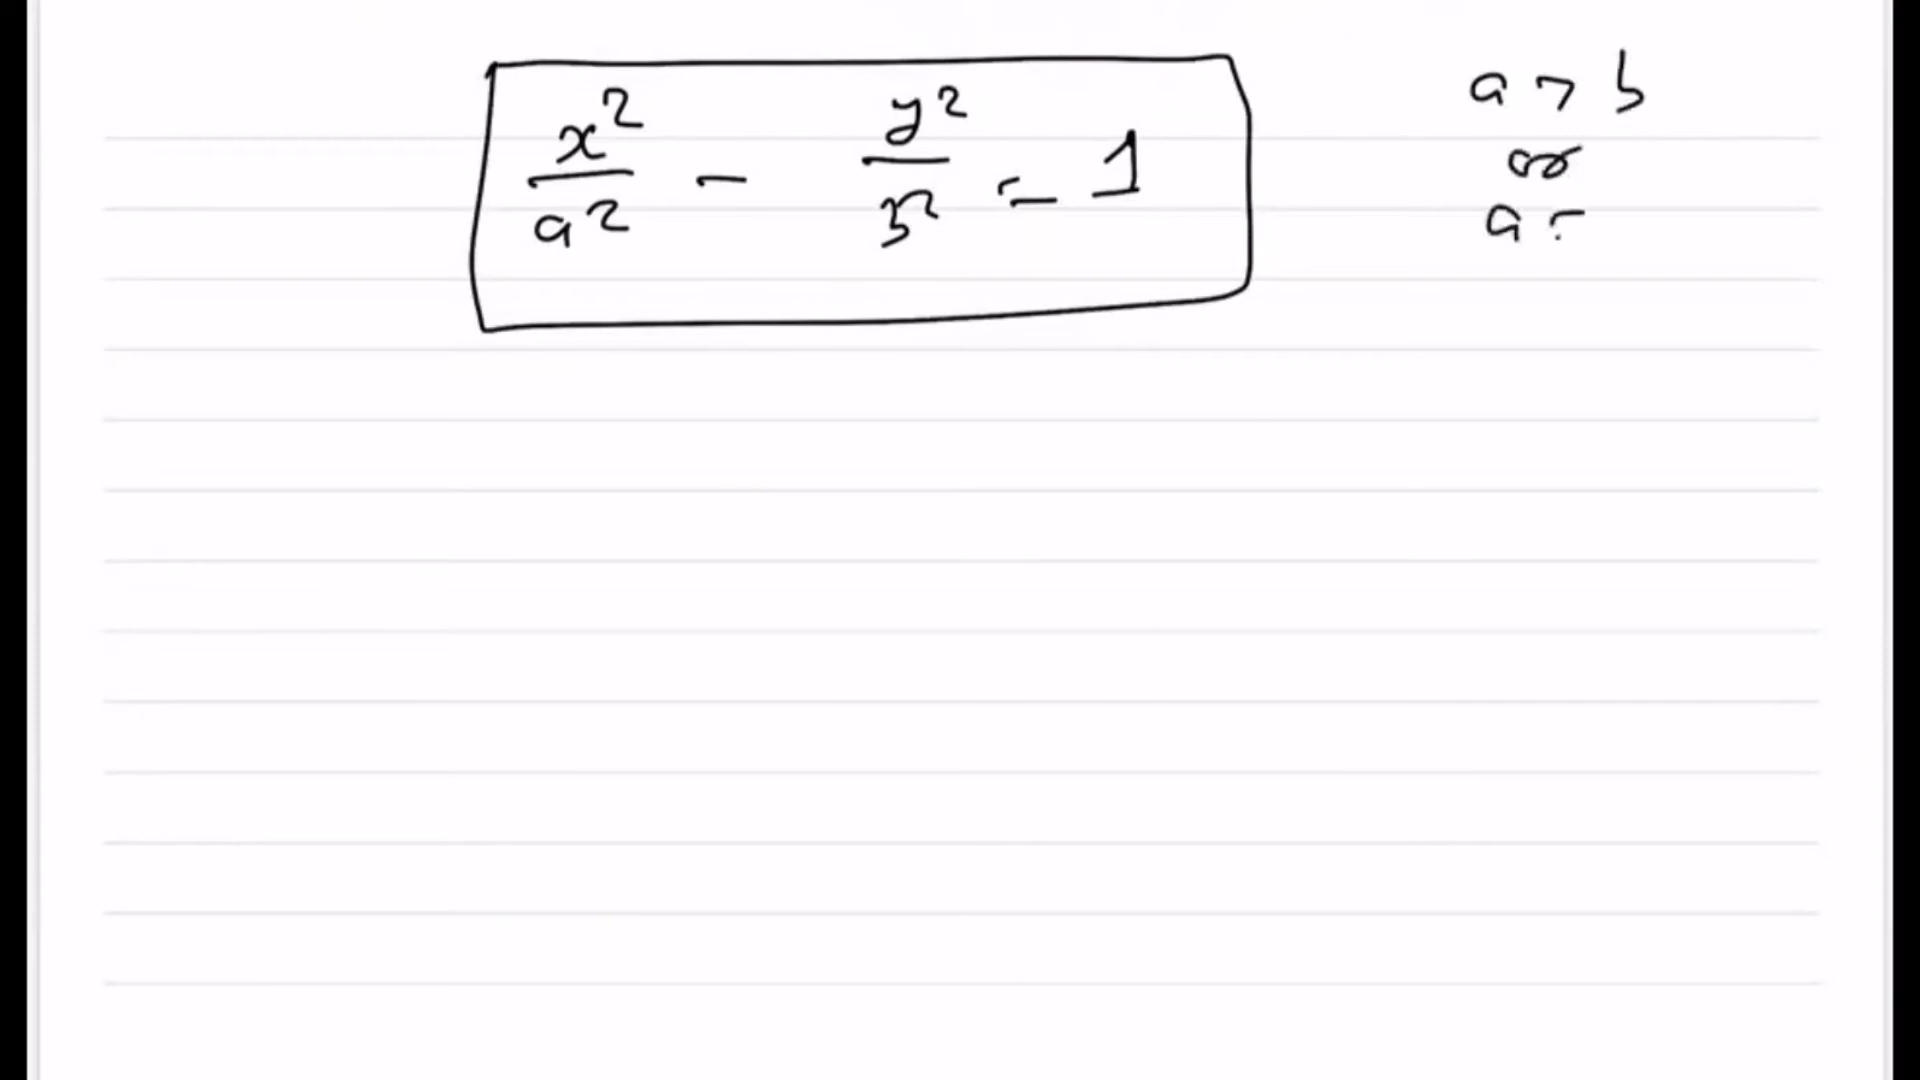 x²/a² - y²/b² = 1
a > b
or
a =